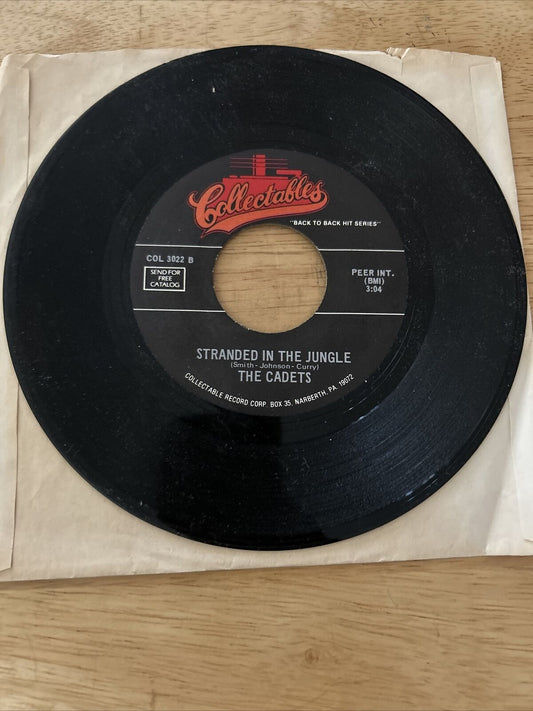 Collectables
"BACK TO BACK HIT SERIES"
COL 3022 B
SEND FOR
FREE
CATALOG
PEER INT.
(BMI)
3:04
STRANDED IN THE JUNGLE
(Smith - Johnson - Curry)
THE CADETS
COLLECTABLE RECORD CORP. BOX 35, NARBERTH, PA. 19072